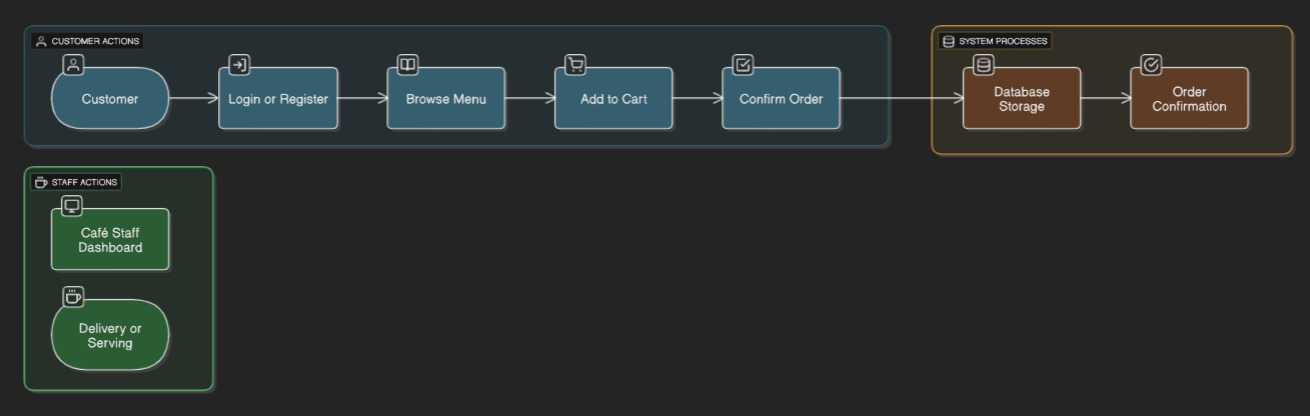 CUSTOMER ACTIONS
Customer
Login or Register
Browse Menu
Add to Cart
Confirm Order
SYSTEM PROCESSES
Database
Storage
Order
Confirmation
STAFF ACTIONS
Café Staff
Dashboard
Delivery or
Serving